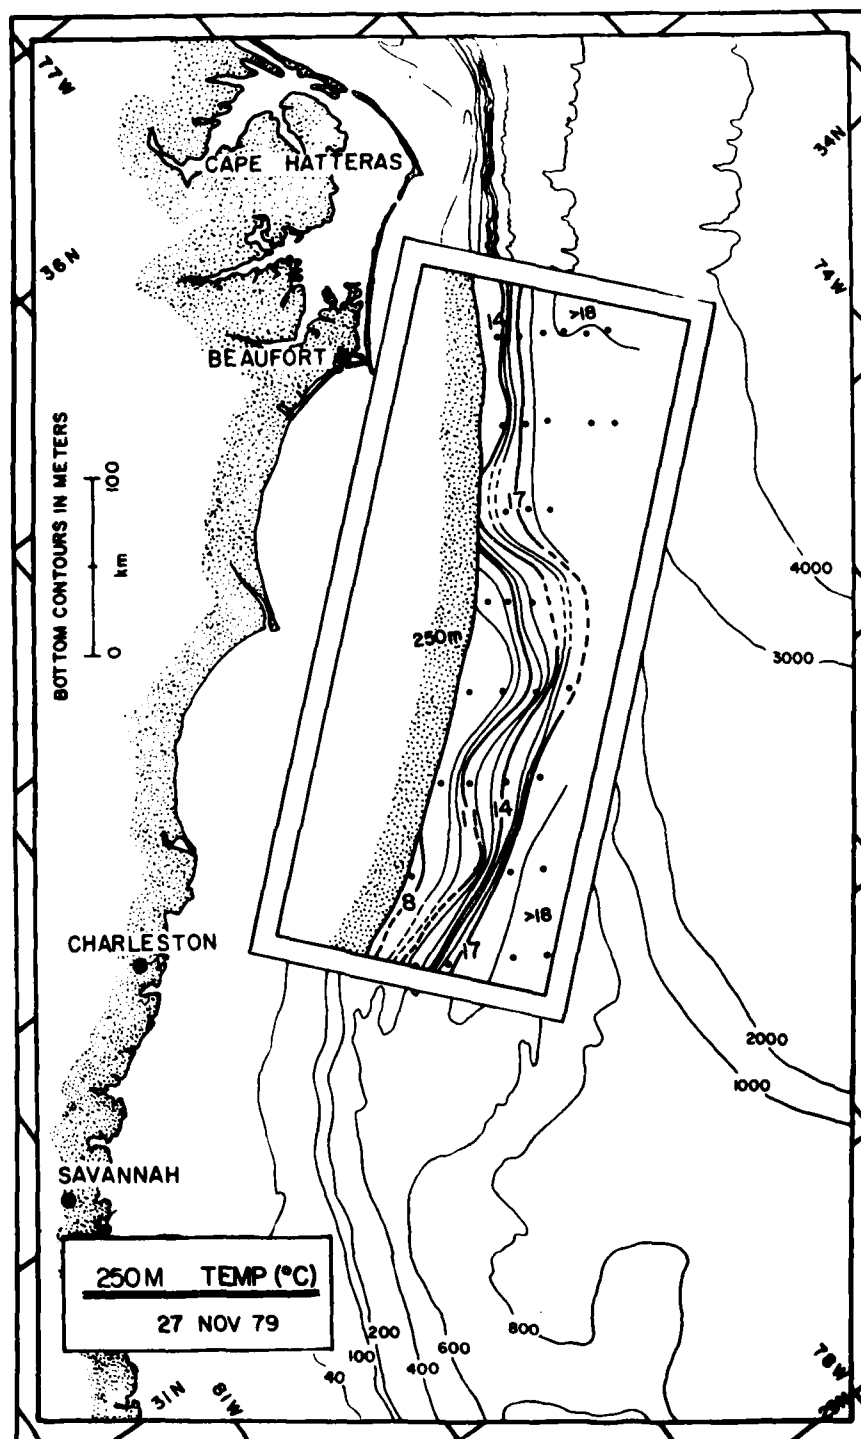 77W
34N
CAPE HATTERAS
36N
74W
>18
14
BEAUFORT
BOTTOM CONTOURS IN METERS
100
km
0
17
4000
250m
3000
14
8
>18
17
CHARLESTON
2000
1000
SAVANNAH
250M TEMP (°C)
27 NOV 79
800
200
600
100
400
40
78W
31N
81W